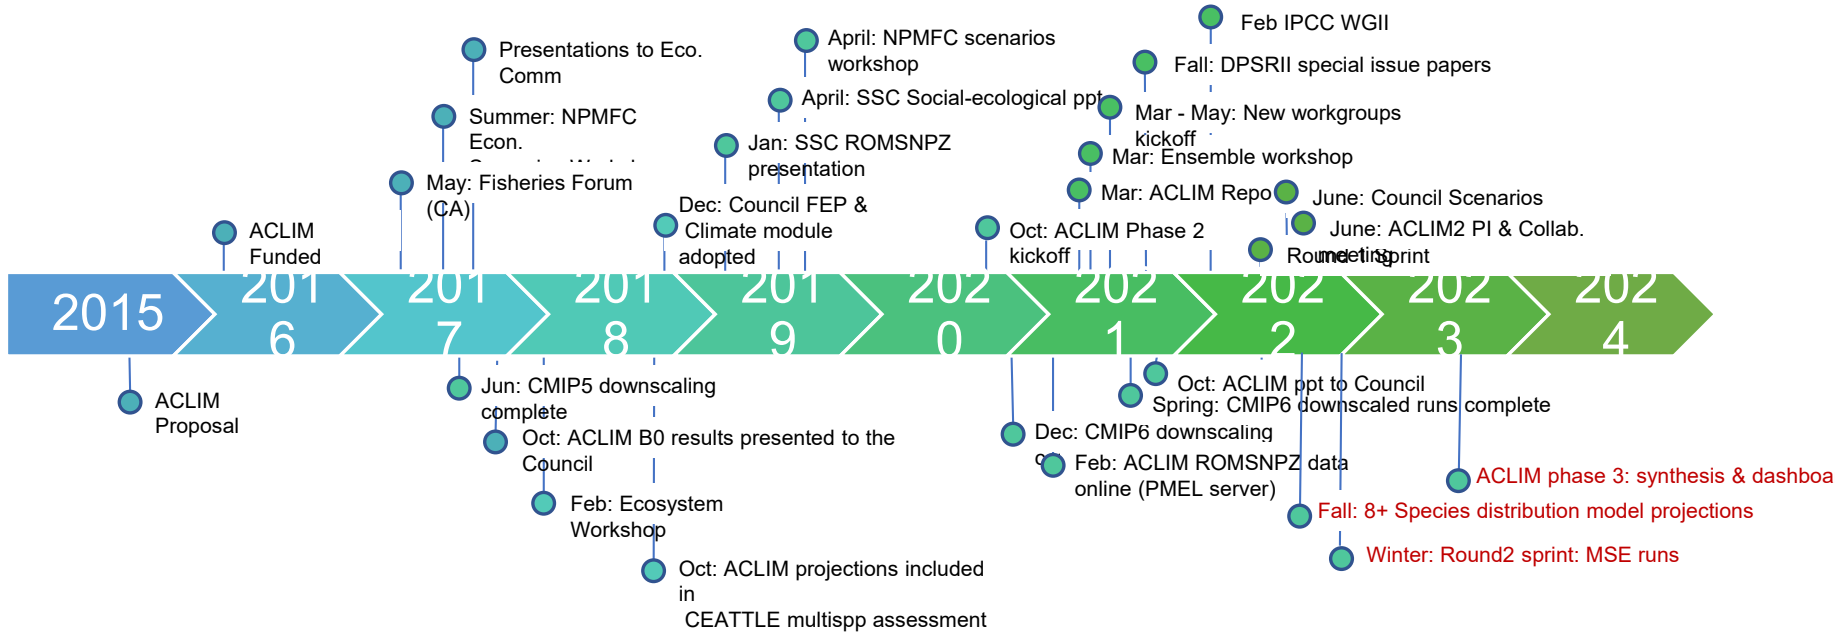 Feb IPCC WGII
Presentations to Eco.
Comm
April: NPMFC scenarios
workshop
Fall: DPSRII special issue papers
April: SSC Social-ecological ppt
Summer: NPMFC
Econ.
Mar - May: New workgroups
kickoff
Jan: SSC ROMSNPZ
presentation
Mar: Ensemble workshop
May: Fisheries Forum
(CA)
Mar: ACLIM Repo
June: Council Scenarios
Dec: Council FEP &
Climate module
adopted
ACLIM
Funded
Oct: ACLIM Phase 2
kickoff
June: ACLIM2 PI & Collab.
meeting
Round 1 Sprint
2015
201
6
201
7
201
8
201
9
202
0
202
1
202
2
202
3
202
4
ACLIM
Proposal
Jun: CMIP5 downscaling
complete
Oct: ACLIM B0 results presented to the
Council
Feb: Ecosystem
Workshop
Oct: ACLIM projections included
in
CEATTLE multispp assessment
Oct: ACLIM ppt to Council
Spring: CMIP6 downscaled runs complete
Dec: CMIP6 downscaling
Feb: ACLIM ROMSNPZ data
online (PMEL server)
ACLIM phase 3: synthesis & dashboa
Fall: 8+ Species distribution model projections
Winter: Round2 sprint: MSE runs